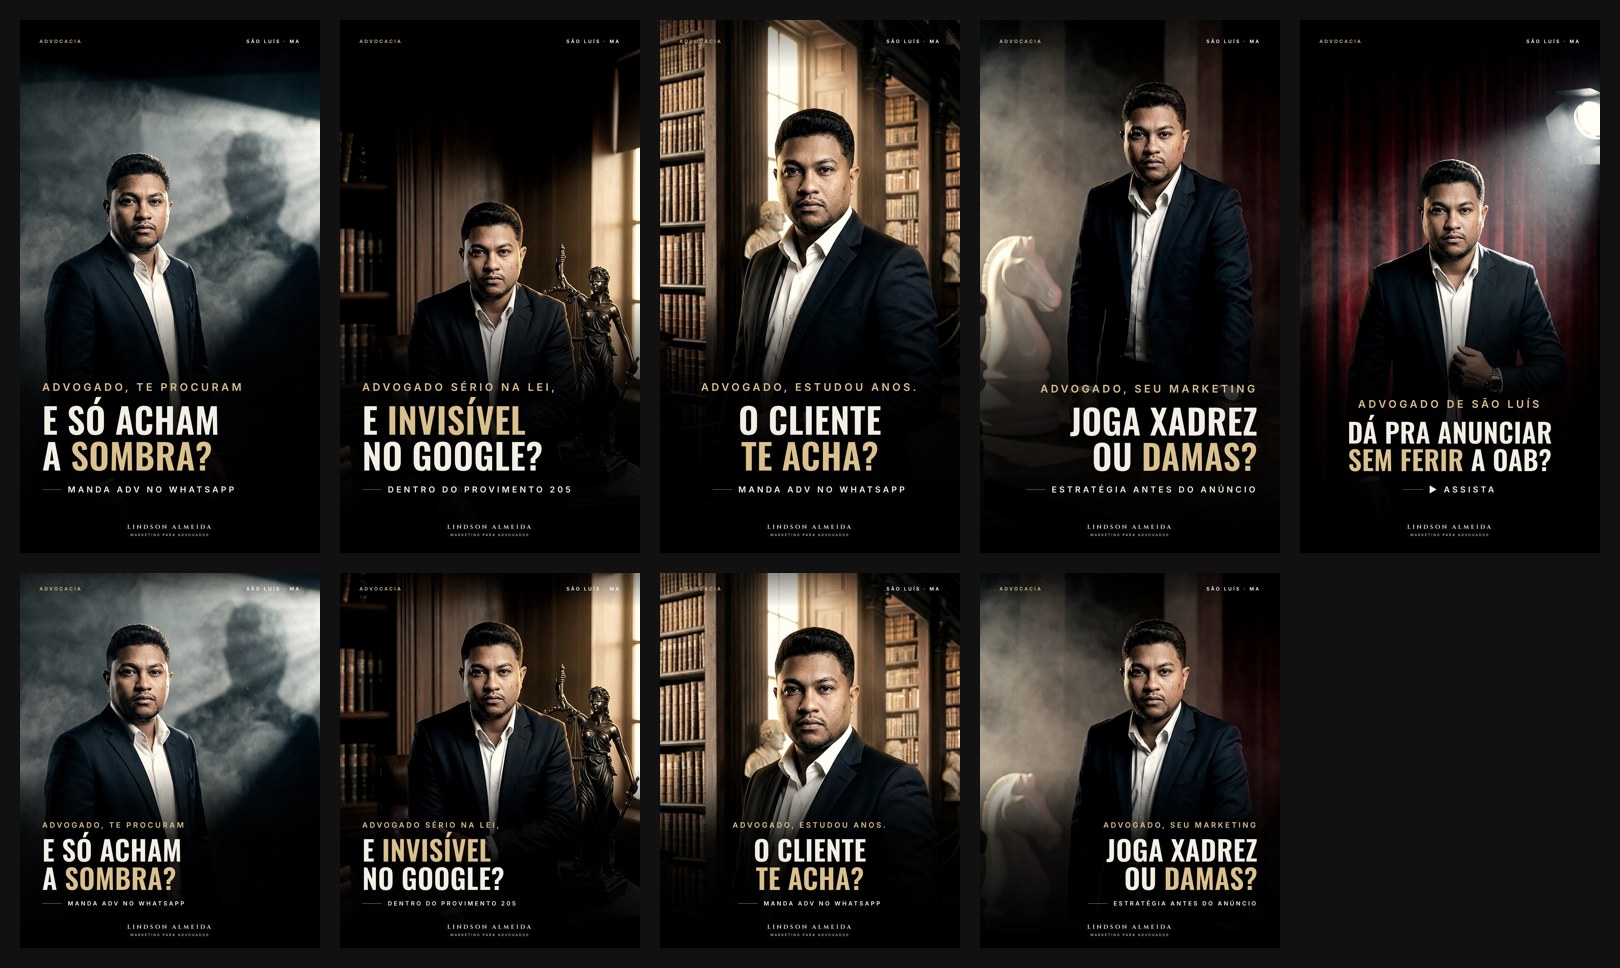 ADVOCACIA
SÃO LUÍS · MA
ADVOGADO, TE PROCURAM
E SÓ ACHAM
A SOMBRA?
MANDA ADV NO WHATSAPP
LINDSON ALMEIDA
MARKETING PARA ADVOGADOS
ADVOCACIA
SÃO LUÍS · MA
ADVOGADO SÉRIO NA LEI,
E INVISÍVEL
NO GOOGLE?
DENTRO DO PROVIMENTO 205
LINDSON ALMEIDA
MARKETING PARA ADVOGADOS
ADVOCACIA
SÃO LUÍS · MA
ADVOGADO, ESTUDOU ANOS.
O CLIENTE
TE ACHA?
MANDA ADV NO WHATSAPP
LINDSON ALMEIDA
MARKETING PARA ADVOGADOS
ADVOCACIA
SÃO LUÍS · MA
ADVOGADO, SEU MARKETING
JOGA XADREZ
OU DAMAS?
ESTRATÉGIA ANTES DO ANÚNCIO
LINDSON ALMEIDA
MARKETING PARA ADVOGADOS
ADVOCACIA
SÃO LUÍS · MA
ADVOGADO DE SÃO LUÍS
DÁ PRA ANUNCIAR
SEM FERIR A OAB?
▶ ASSISTA
LINDSON ALMEIDA
MARKETING PARA ADVOGADOS
ADVOCACIA
SÃO LUÍS · MA
ADVOGADO, TE PROCURAM
E SÓ ACHAM
A SOMBRA?
MANDA ADV NO WHATSAPP
LINDSON ALMEIDA
MARKETING PARA ADVOGADOS
ADVOCACIA
SÃO LUÍS · MA
ADVOGADO SÉRIO NA LEI,
E INVISÍVEL
NO GOOGLE?
DENTRO DO PROVIMENTO 205
LINDSON ALMEIDA
MARKETING PARA ADVOGADOS
ADVOCACIA
SÃO LUÍS · MA
ADVOGADO, ESTUDOU ANOS.
O CLIENTE
TE ACHA?
MANDA ADV NO WHATSAPP
LINDSON ALMEIDA
MARKETING PARA ADVOGADOS
ADVOCACIA
SÃO LUÍS · MA
ADVOGADO, SEU MARKETING
JOGA XADREZ
OU DAMAS?
ESTRATÉGIA ANTES DO ANÚNCIO
LINDSON ALMEIDA
MARKETING PARA ADVOGADOS